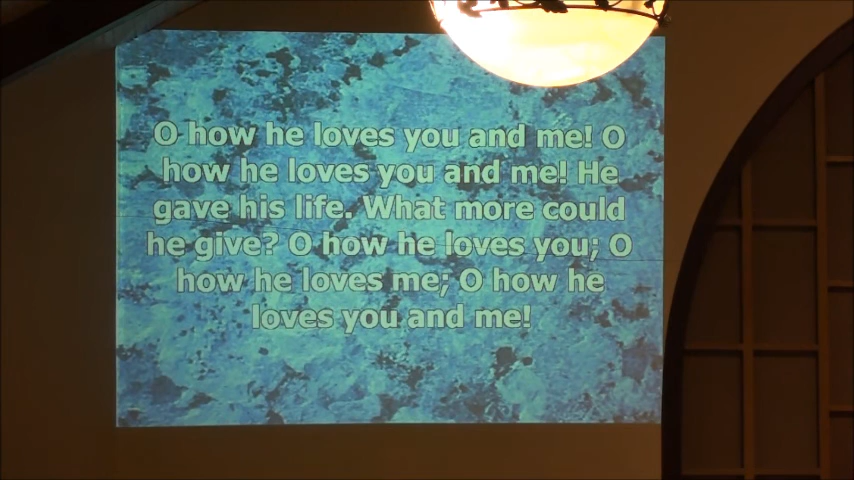 O how he loves you and me! O
how he loves you and me! He
gave his life. What more could
he give? O how he loves you; O
how he loves me; O how he
loves you and me!